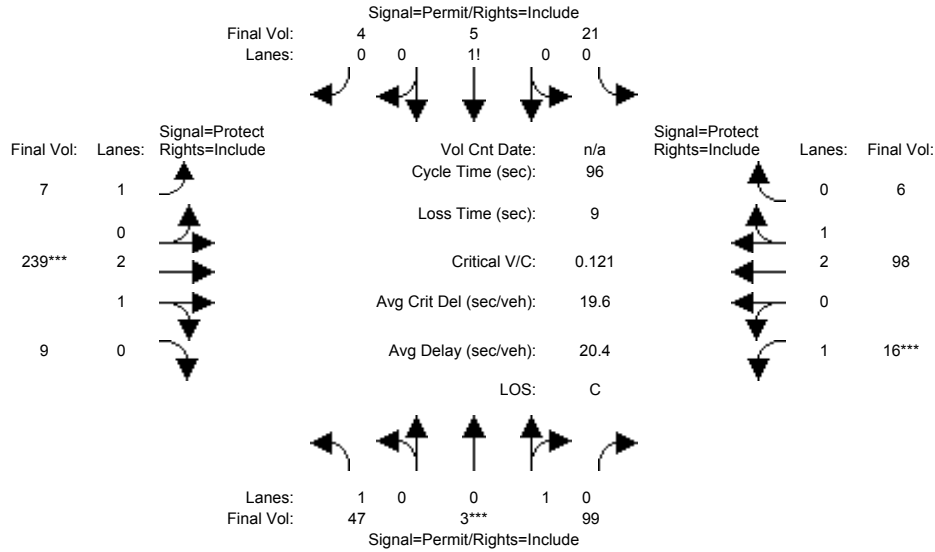 Signal=Permit/Rights=Include
Final Vol: 4 5 21
Lanes: 0 0 1! 0 0
Signal=Protect Signal=Protect
Final Vol: Lanes: Rights=Include Vol Cnt Date: n/a Rights=Include Lanes: Final Vol:
Cycle Time (sec): 96
7 1 0 6
Loss Time (sec): 9
0 1
239*** 2 Critical V/C: 0.121 2 98
1 Avg Crit Del (sec/veh): 19.6 0
9 0 Avg Delay (sec/veh): 20.4 1 16***
LOS: C
Lanes: 1 0 0 1 0
Final Vol: 47 3*** 99
Signal=Permit/Rights=Include